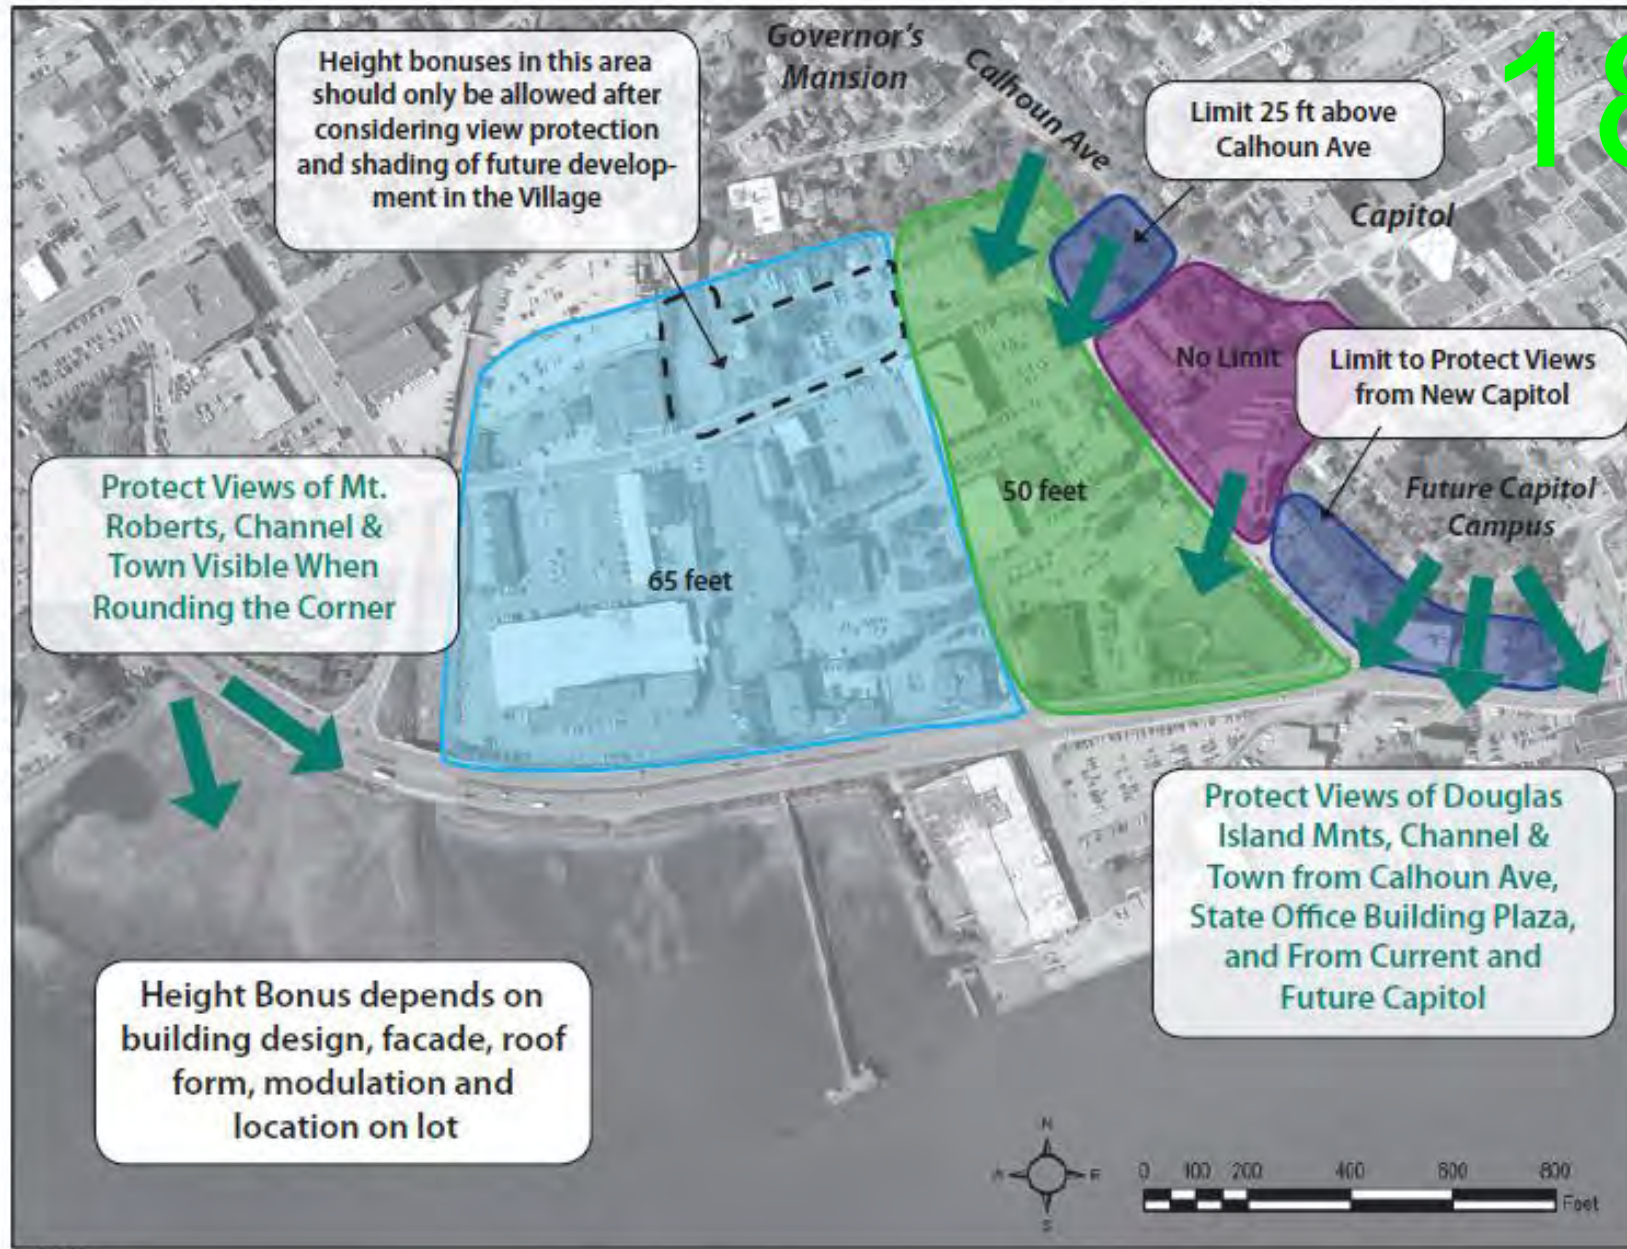 Governor's
Mansion
Calhoun Ave
18
Height bonuses in this area
should only be allowed after
considering view protection
and shading of future develop-
ment in the Village
Limit 25 ft above
Calhoun Ave
Capitol
No Limit
Limit to Protect Views
from New Capitol
Future Capitol
Campus
50 feet
65 feet
Protect Views of Mt.
Roberts, Channel &
Town Visible When
Rounding the Corner
Protect Views of Douglas
Island Mnts, Channel &
Town from Calhoun Ave,
State Office Building Plaza,
and From Current and
Future Capitol
Height Bonus depends on
building design, facade, roof
form, modulation and
location on lot
N
E
S
0 100 200 400 600 800
Feet